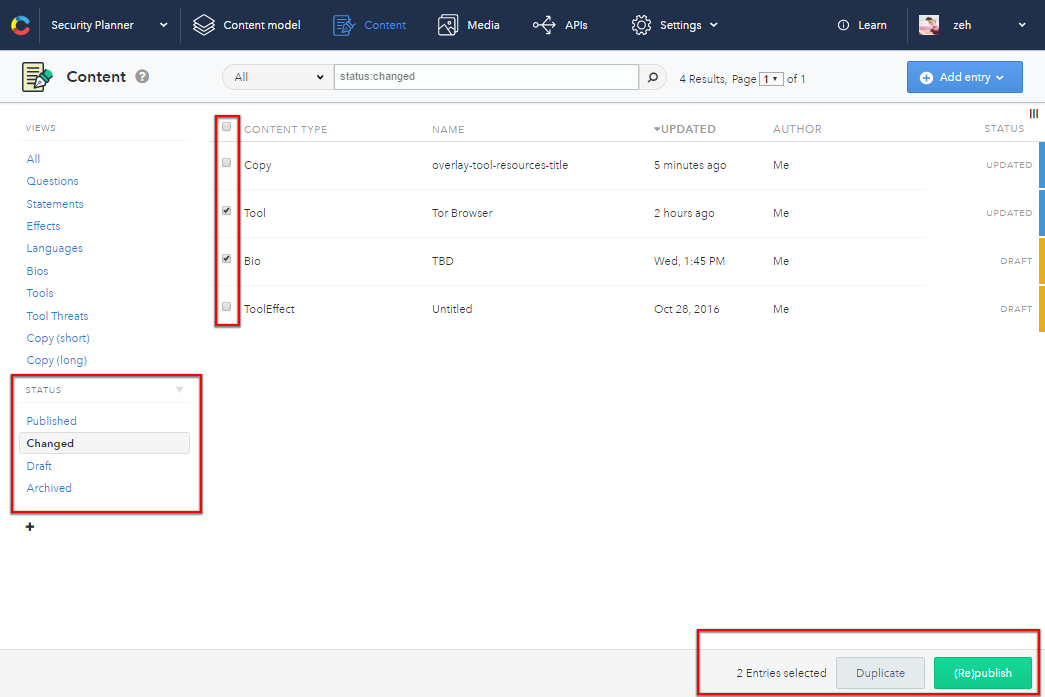 Security Planner Content model Content Media APIs Settings Learn zeh
Content ? All status:changed 4 Results, Page 1 of 1 Add entry
VIEWS
All
Questions
Statements
Effects
Languages
Bios
Tools
Tool Threats
Copy (short)
Copy (long)
STATUS
Published
Changed
Draft
Archived
+
CONTENT TYPE NAME UPDATED AUTHOR STATUS
Copy overlay-tool-resources-title 5 minutes ago Me UPDATED
Tool Tor Browser 2 hours ago Me UPDATED
Bio TBD Wed, 1:45 PM Me DRAFT
ToolEffect Untitled Oct 28, 2016 Me DRAFT
2 Entries selected Duplicate (Re)publish